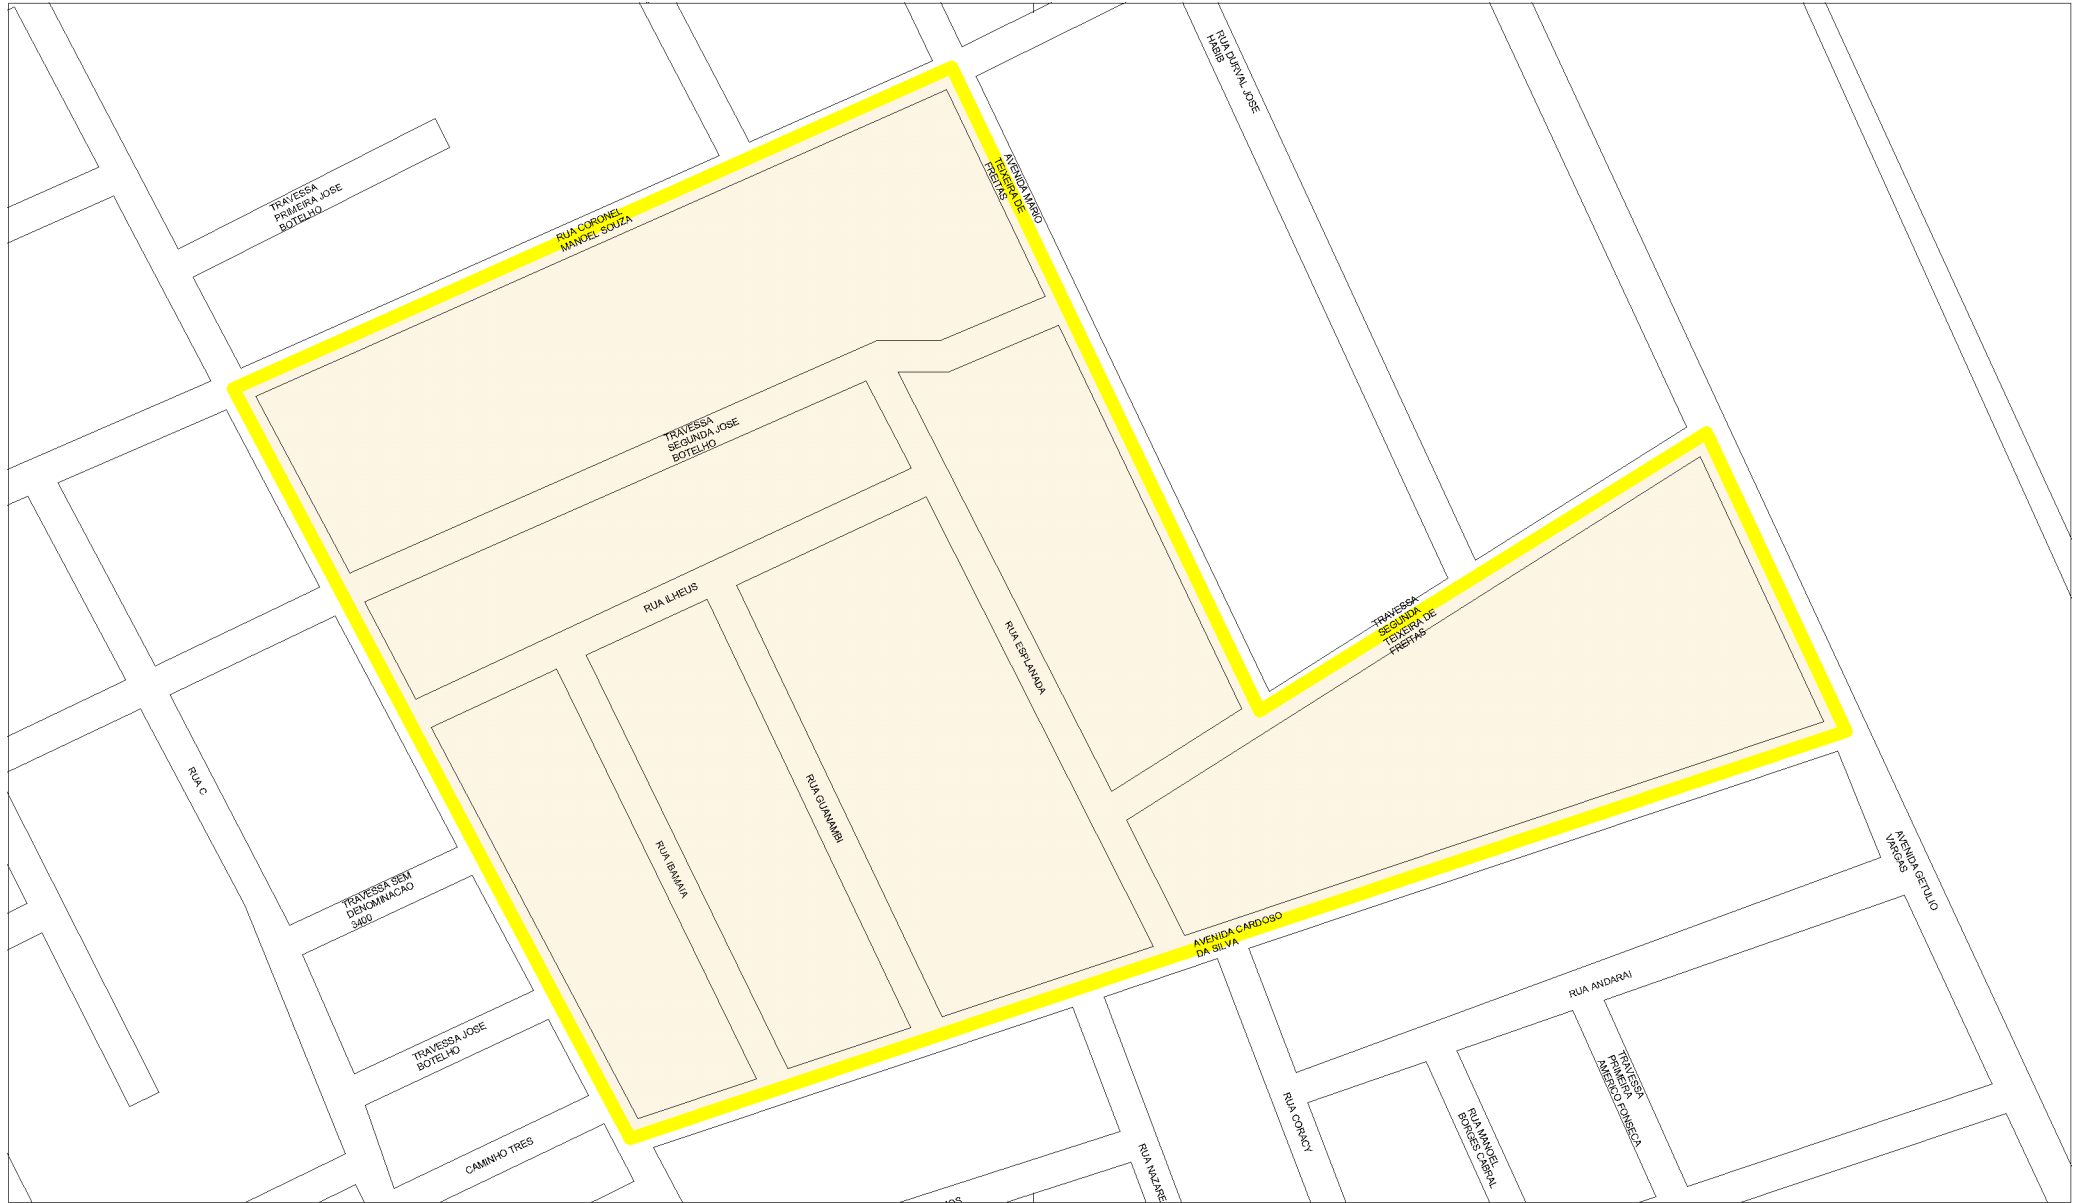 RUA DURVAL JOSE
HABIB
AVENIDA MARIO
TEIXEIRA DE
FREITAS
TRAVESSA
PRIMEIRA JOSE
BOTELHO
RUA CORONEL
MANOEL SOUZA
TRAVESSA
SEGUNDA JOSE
BOTELHO
RUA ILHEUS
TRAVESSA
SEGUNDA
TEIXEIRA DE
FREITAS
RUA ESPLANADA
RUA C
RUA GUANAMBI
RUA IBAMAIA
AVENIDA GETULIO
VARGAS
TRAVESSA SEM
DENOMINACAO
3400
AVENIDA CARDOSO
DA SILVA
RUA ANDARAI
TRAVESSA JOSE
BOTELHO
TRAVESSA
PRIMEIRA
AMERICO FONSECA
RUA CORACY
RUA MANOEL
BORGES CABRAL
CAMINHO TRES
RUA NAZARE
OS